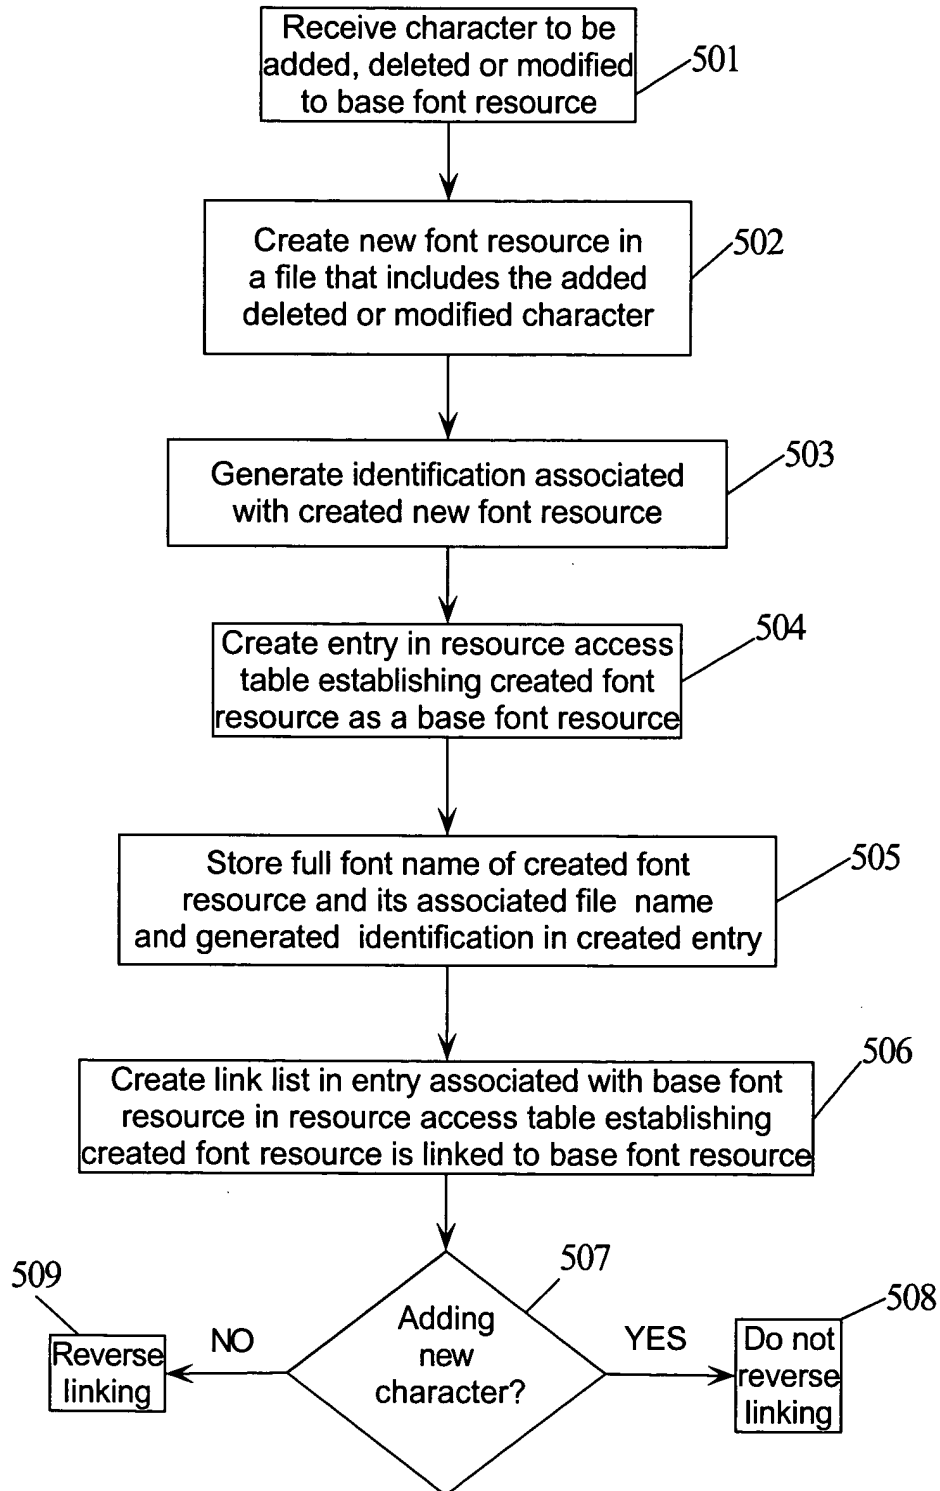 Receive character to be
added, deleted or modified
to base font resource
501
Create new font resource in
a file that includes the added
deleted or modified character
502
Generate identification associated
with created new font resource
503
Create entry in resource access
table establishing created font
resource as a base font resource
504
Store full font name of created font
resource and its associated file name
and generated identification in created entry
505
Create link list in entry associated with base font
resource in resource access table establishing
created font resource is linked to base font resource
506
507
Adding
new
character?
NO
YES
509
Reverse
linking
508
Do not
reverse
linking